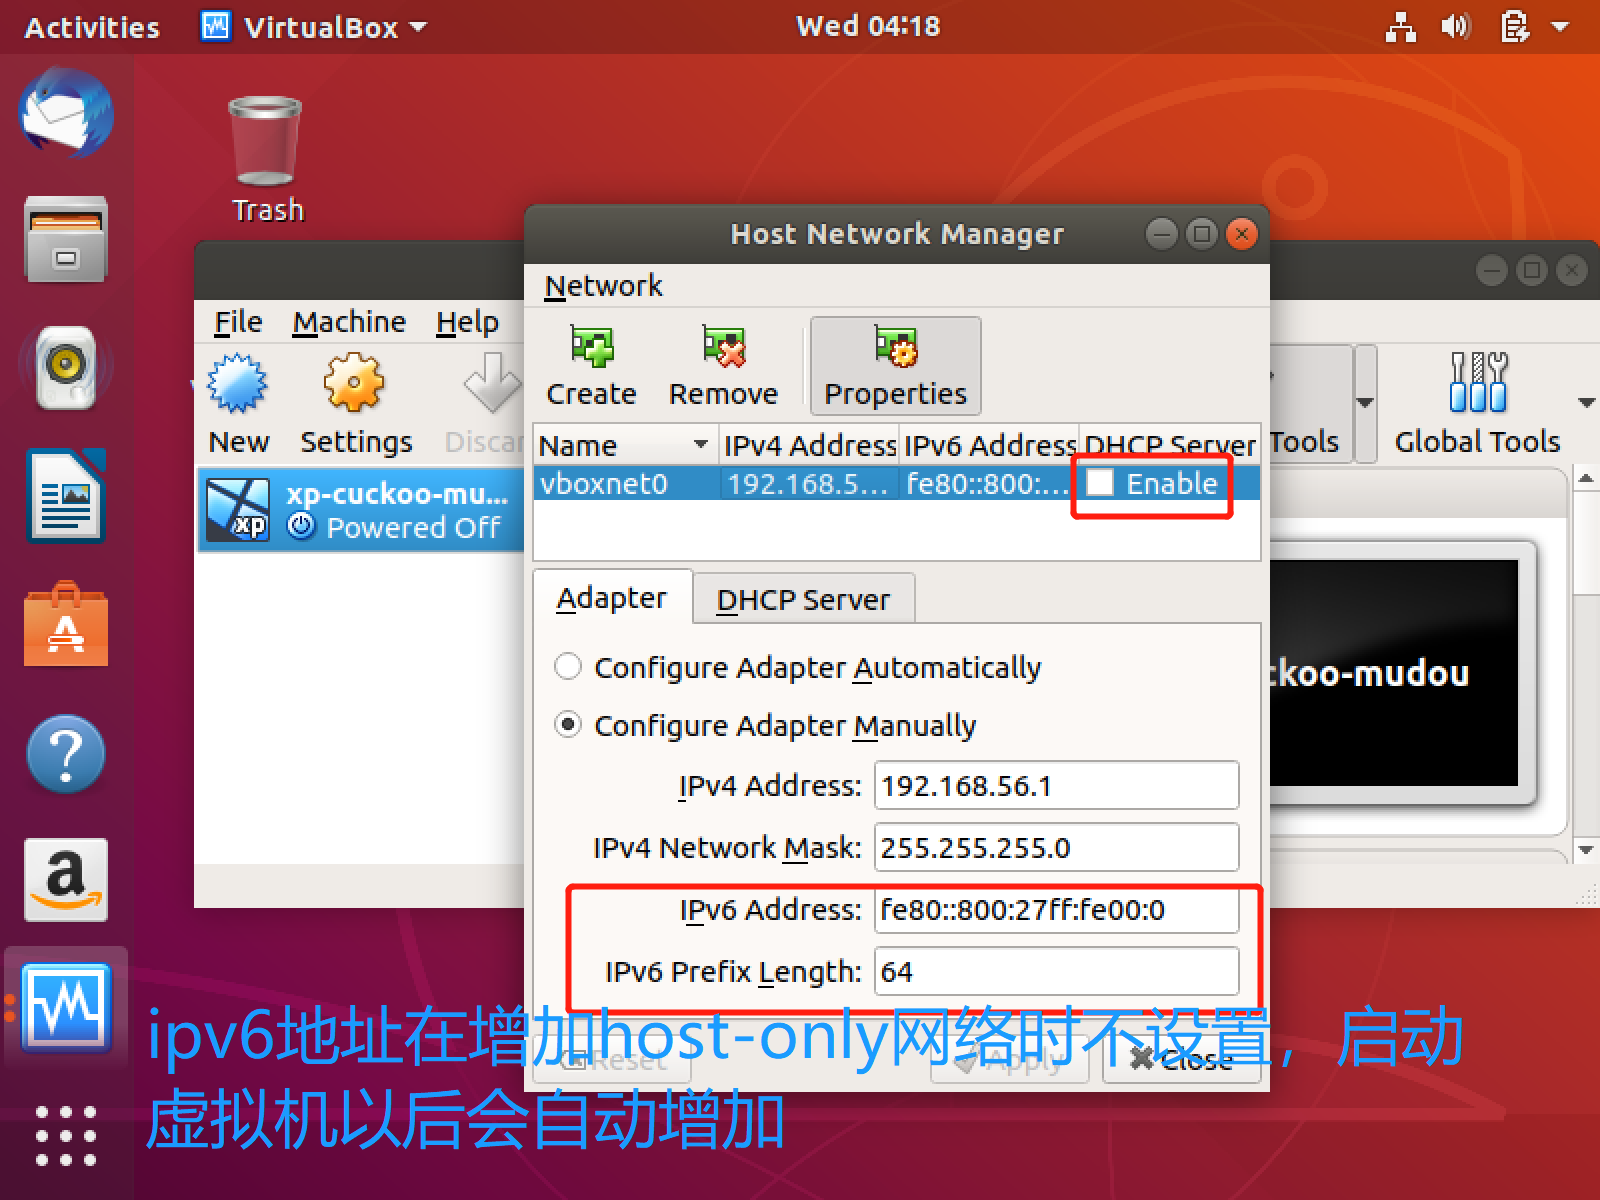 Activities
VirtualBox
Wed 04:18
Trash
Host Network Manager
Network
File Machine Help
Create Remove Properties
New Settings Discar
Tools
Global Tools
Name IPv4 Address IPv6 Address DHCP Server
vboxnet0 192.168.5... fe80::800:... Enable
xp-cuckoo-mu...
xp
Powered Off
Adapter DHCP Server
Configure Adapter Automatically
ckoo-mudou
Configure Adapter Manually
IPv4 Address: 192.168.56.1
IPv4 Network Mask: 255.255.255.0
IPv6 Address: fe80::800:27ff:fe00:0
IPv6 Prefix Length: 64
a
ipv6地址在增加host-only网络时不设置，启动
虚拟机以后会自动增加
Reset Apply Close